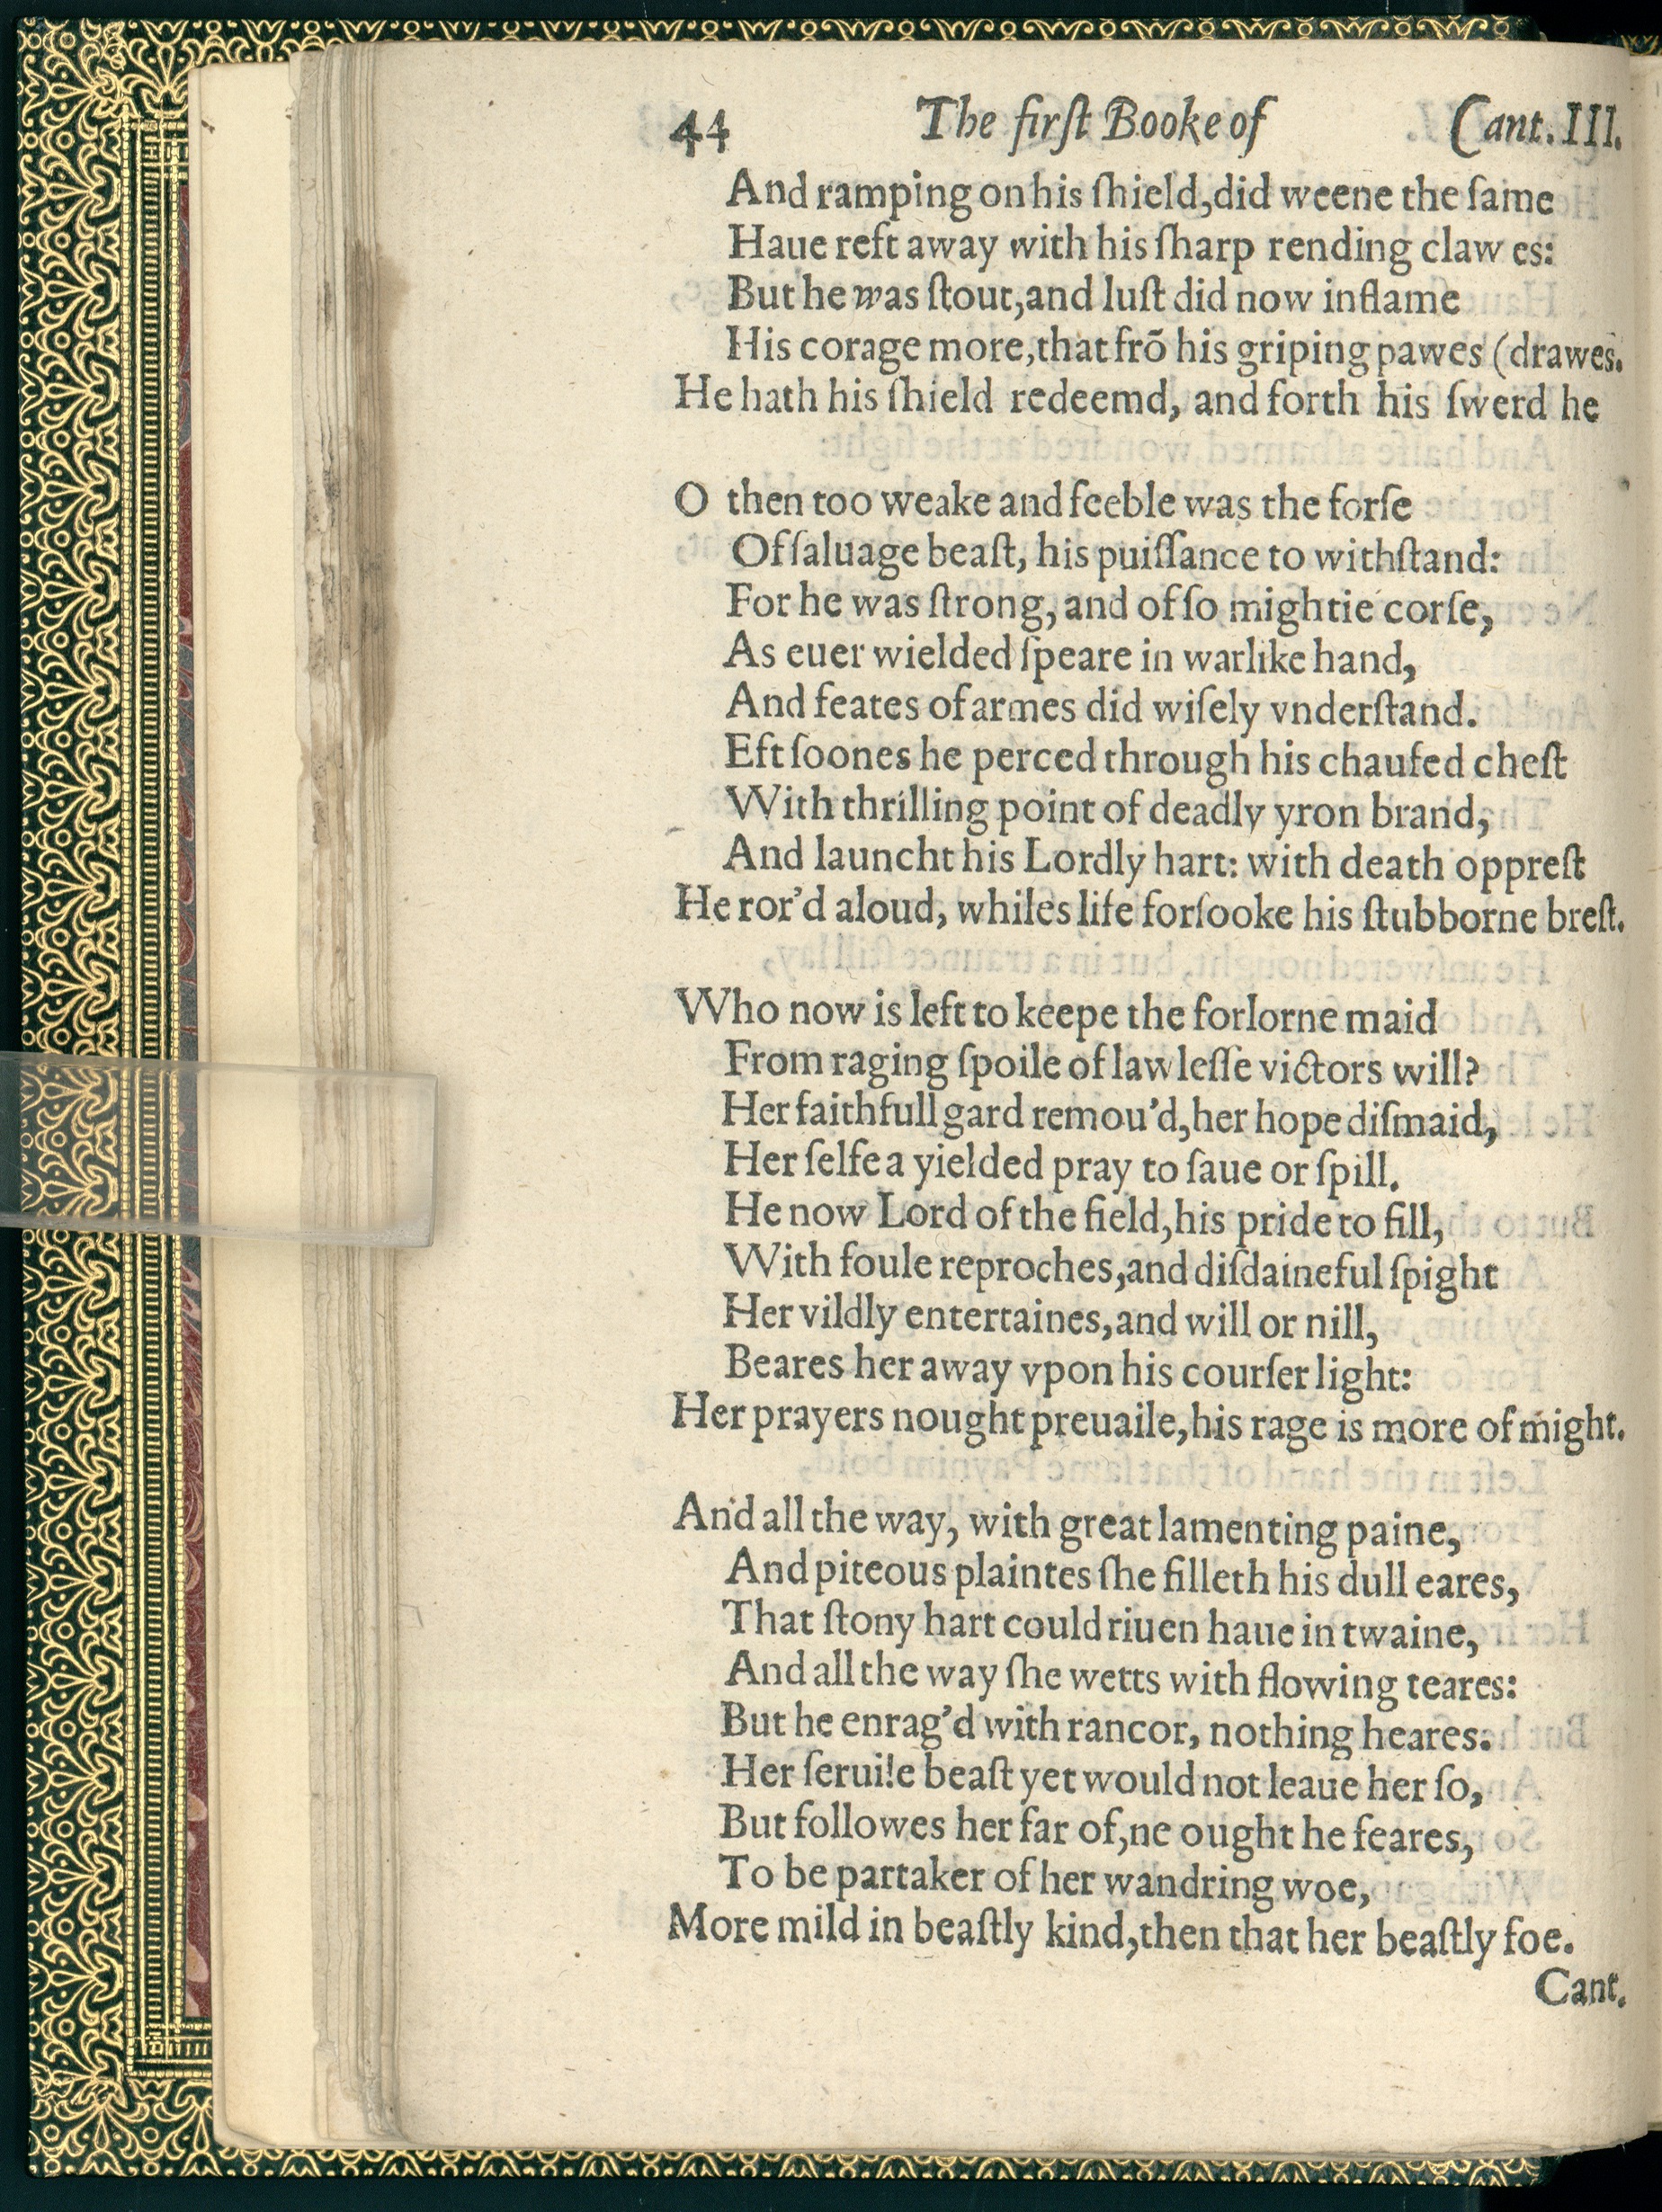 44 The firſt Booke of Cant. III.
And ramping on his ſhield, did weene the ſame
Haue reft away with his ſharp rending claw es:
But he was ſtout, and luſt did now inflame
His corage more, that frõ his griping pawes (drawes.
He hath his ſhield redeemd, and forth his ſwerd he
O then too weake and feeble was the forſe
Of ſaluage beaſt, his puiſſance to withſtand:
For he was ſtrong, and of ſo mightie corſe,
As euer wielded ſpeare in warlike hand,
And feates of armes did wiſely vnderſtand.
Eft ſoones he perced through his chaufed cheſt
With thrilling point of deadly yron brand,
And launcht his Lordly hart: with death oppreſt
He ror'd aloud, whiles life forſooke his ſtubborne breſt.
Who now is left to keepe the forlorne maid
From raging ſpoile of lawleſſe victors will?
Her faithfull gard remou'd, her hope diſmaid,
Her ſelfe a yielded pray to ſaue or ſpill.
He now Lord of the field, his pride to fill,
With foule reproches, and diſdaineful ſpight
Her vildly entertaines, and will or nill,
Beares her away vpon his courſer light:
Her prayers nought preuaile, his rage is more of might.
And all the way, with great lamenting paine,
And piteous plaintes ſhe filleth his dull eares,
That ſtony hart could riuen haue in twaine,
And all the way ſhe wetts with flowing teares:
But he enrag'd with rancor, nothing heares.
Her ſeruile beaſt yet would not leaue her ſo,
But followes her far of, ne ought he feares,
To be partaker of her wandring woe,
More mild in beaſtly kind, then that her beaſtly foe.
Cant.